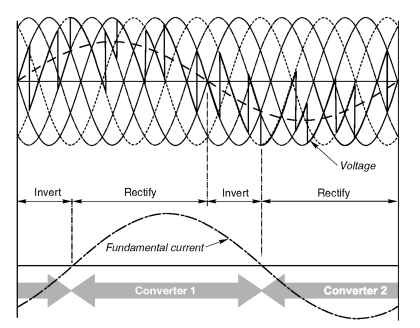 Voltage
Invert Rectify Invert Rectify
Fundamental current
Converter 1 Converter 2